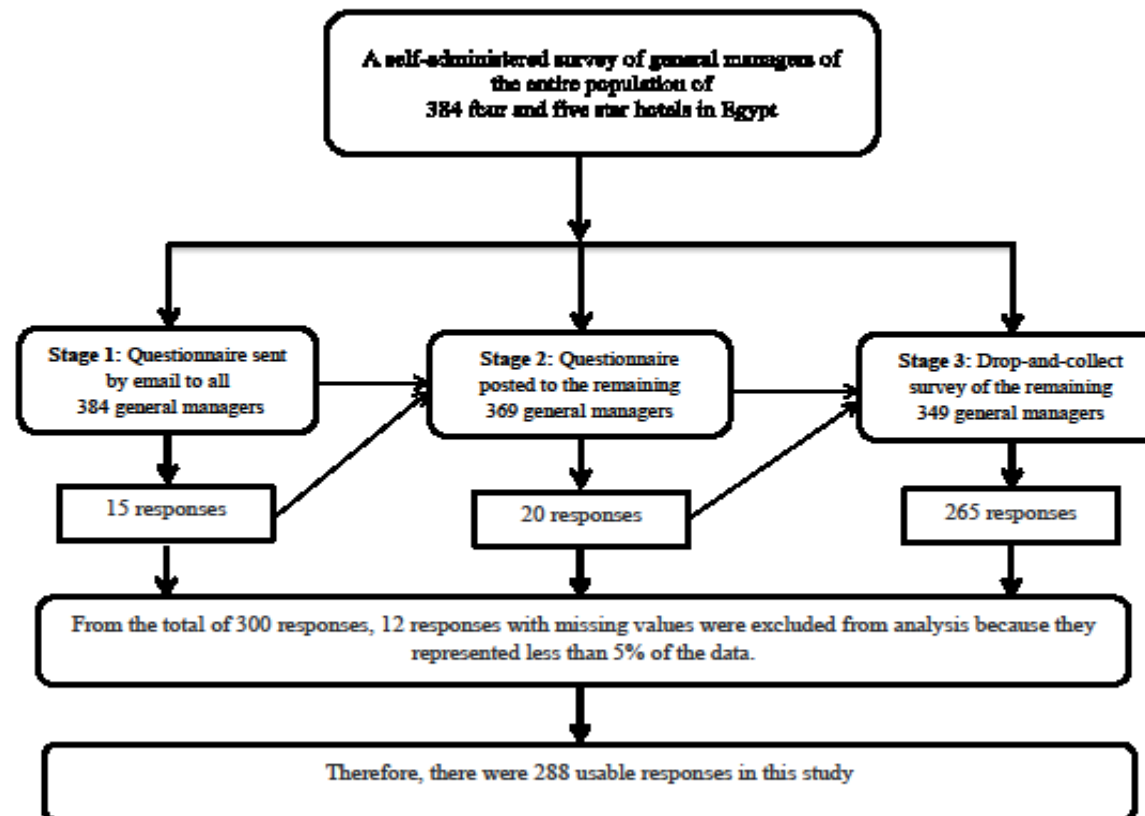 A self-administered survey of general managers of
the entire population of
384 four and five star hotels in Egypt
Stage 1: Questionnaire sent
by email to all
384 general managers
Stage 2: Questionnaire
posted to the remaining
369 general managers
Stage 3: Drop-and-collect
survey of the remaining
349 general managers
15 responses
20 responses
265 responses
From the total of 300 responses, 12 responses with missing values were excluded from analysis because they
represented less than 5% of the data.
Therefore, there were 288 usable responses in this study